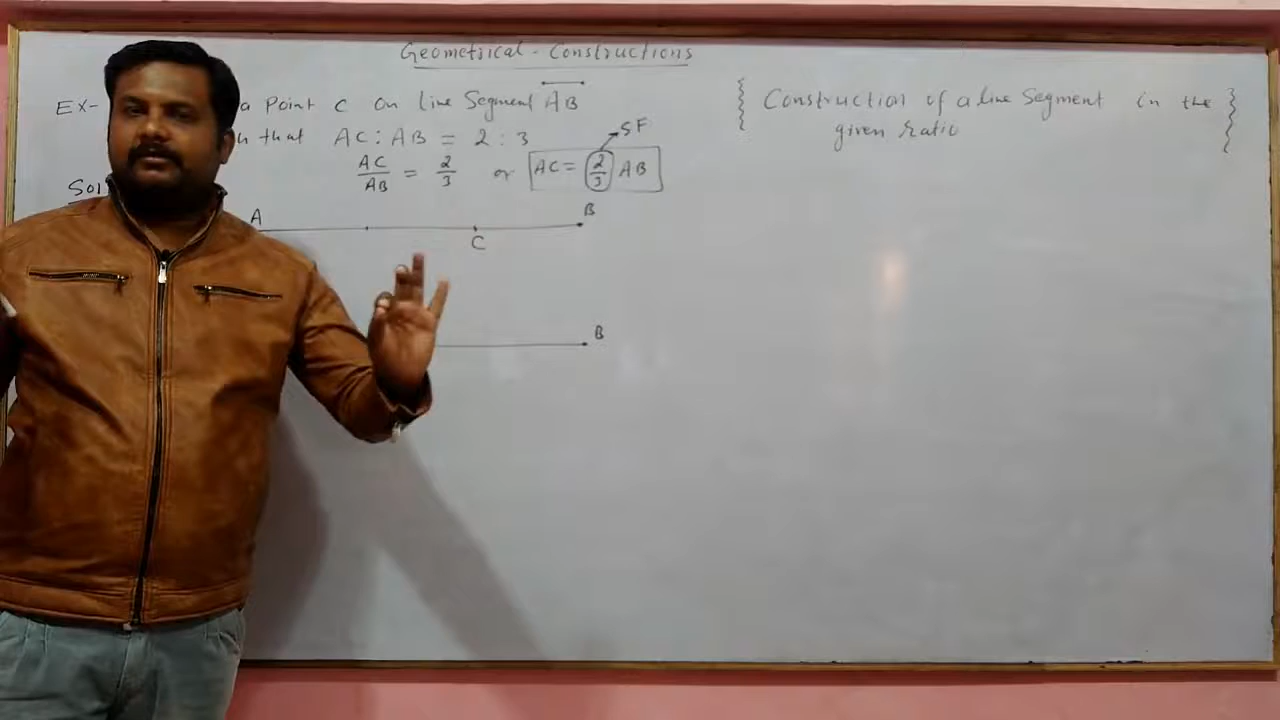 Geometrical - Constructions
EX- a Point C on line Segment AB
that AC : AB = 2 : 3
AC/AB = 2/3 or AC = 2/3 AB
SF
Sol
A B
C
B
{ Construction of a line Segment in the }
given ratio